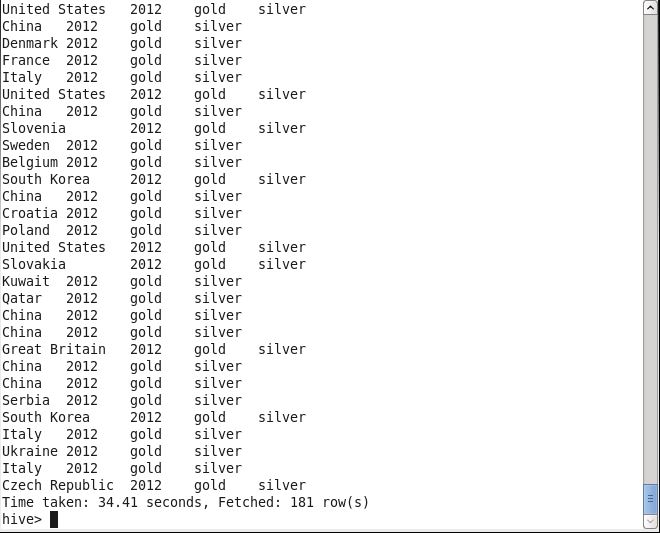 United States 2012 gold silver
China 2012 gold silver
Denmark 2012 gold silver
France 2012 gold silver
Italy 2012 gold silver
United States 2012 gold silver
China 2012 gold silver
Slovenia 2012 gold silver
Sweden 2012 gold silver
Belgium 2012 gold silver
South Korea 2012 gold silver
China 2012 gold silver
Croatia 2012 gold silver
Poland 2012 gold silver
United States 2012 gold silver
Slovakia 2012 gold silver
Kuwait 2012 gold silver
Qatar 2012 gold silver
China 2012 gold silver
China 2012 gold silver
Great Britain 2012 gold silver
China 2012 gold silver
China 2012 gold silver
Serbia 2012 gold silver
South Korea 2012 gold silver
Italy 2012 gold silver
Ukraine 2012 gold silver
Italy 2012 gold silver
Czech Republic 2012 gold silver
Time taken: 34.41 seconds, Fetched: 181 row(s)
hive>